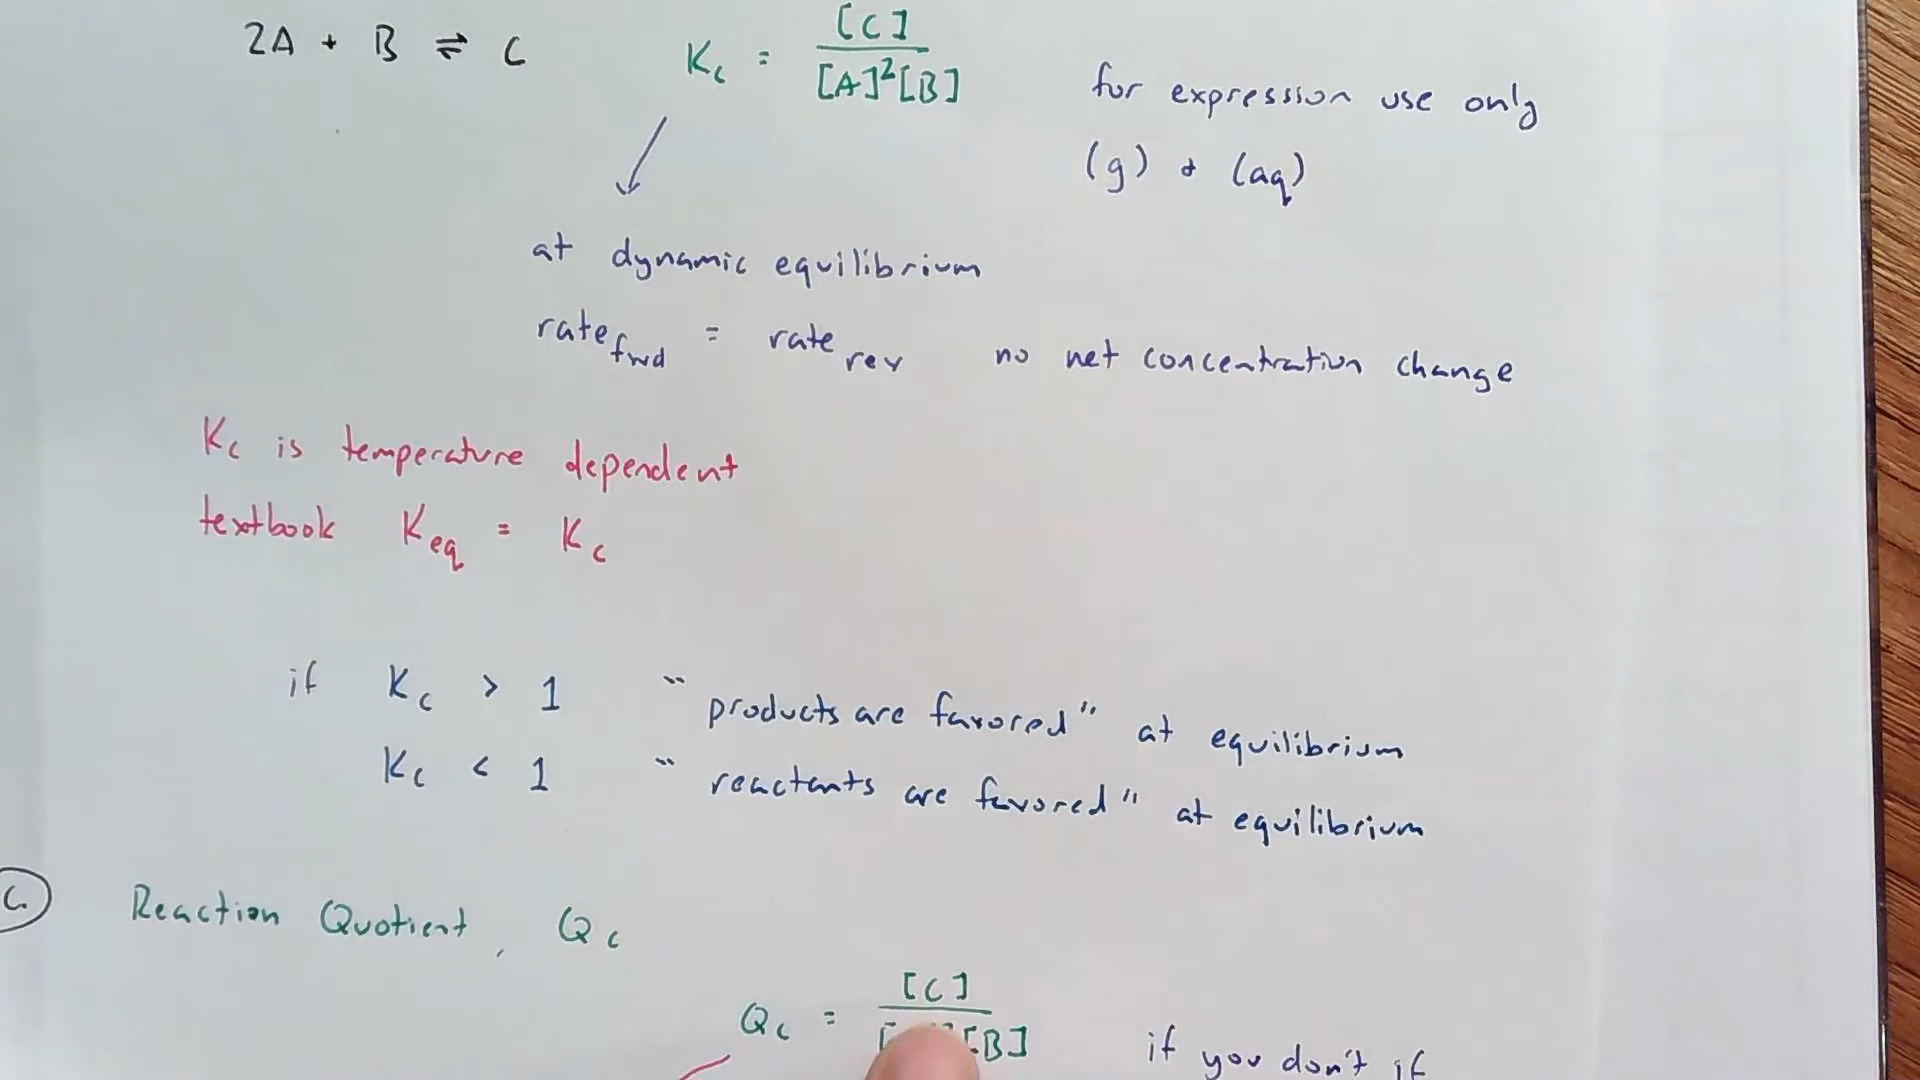 2A + B ⇌ C
Kc = [C] / [A]²[B]
for expression use only
(g) + (aq)
at dynamic equilibrium
rate fwd = rate rev no net concentration change
Kc is temperature dependent
textbook Keq = Kc
if Kc > 1 "products are favored" at equilibrium
Kc < 1 "reactants are favored" at equilibrium
C.
Reaction Quotient, Qc
Qc = [C] / [B]
if you don't if